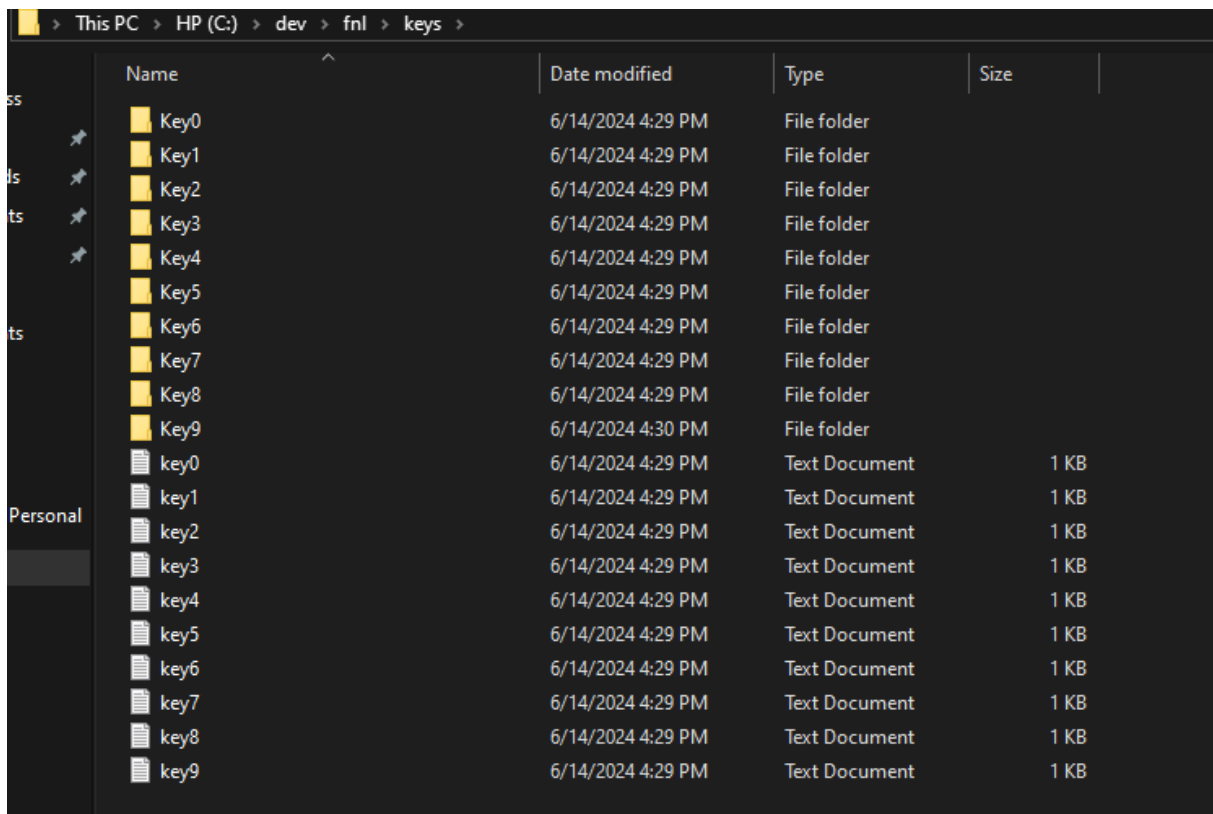 > This PC > HP (C:) > dev > fnl > keys >
Name Date modified Type Size
Key0 6/14/2024 4:29 PM File folder
ss
Key1 6/14/2024 4:29 PM File folder
ds
Key2 6/14/2024 4:29 PM File folder
ts
Key3 6/14/2024 4:29 PM File folder
Key4 6/14/2024 4:29 PM File folder
Key5 6/14/2024 4:29 PM File folder
ts
Key6 6/14/2024 4:29 PM File folder
Key7 6/14/2024 4:29 PM File folder
Key8 6/14/2024 4:29 PM File folder
Key9 6/14/2024 4:30 PM File folder
key0 6/14/2024 4:29 PM Text Document 1 KB
key1 6/14/2024 4:29 PM Text Document 1 KB
Personal
key2 6/14/2024 4:29 PM Text Document 1 KB
key3 6/14/2024 4:29 PM Text Document 1 KB
key4 6/14/2024 4:29 PM Text Document 1 KB
key5 6/14/2024 4:29 PM Text Document 1 KB
key6 6/14/2024 4:29 PM Text Document 1 KB
key7 6/14/2024 4:29 PM Text Document 1 KB
key8 6/14/2024 4:29 PM Text Document 1 KB
key9 6/14/2024 4:29 PM Text Document 1 KB